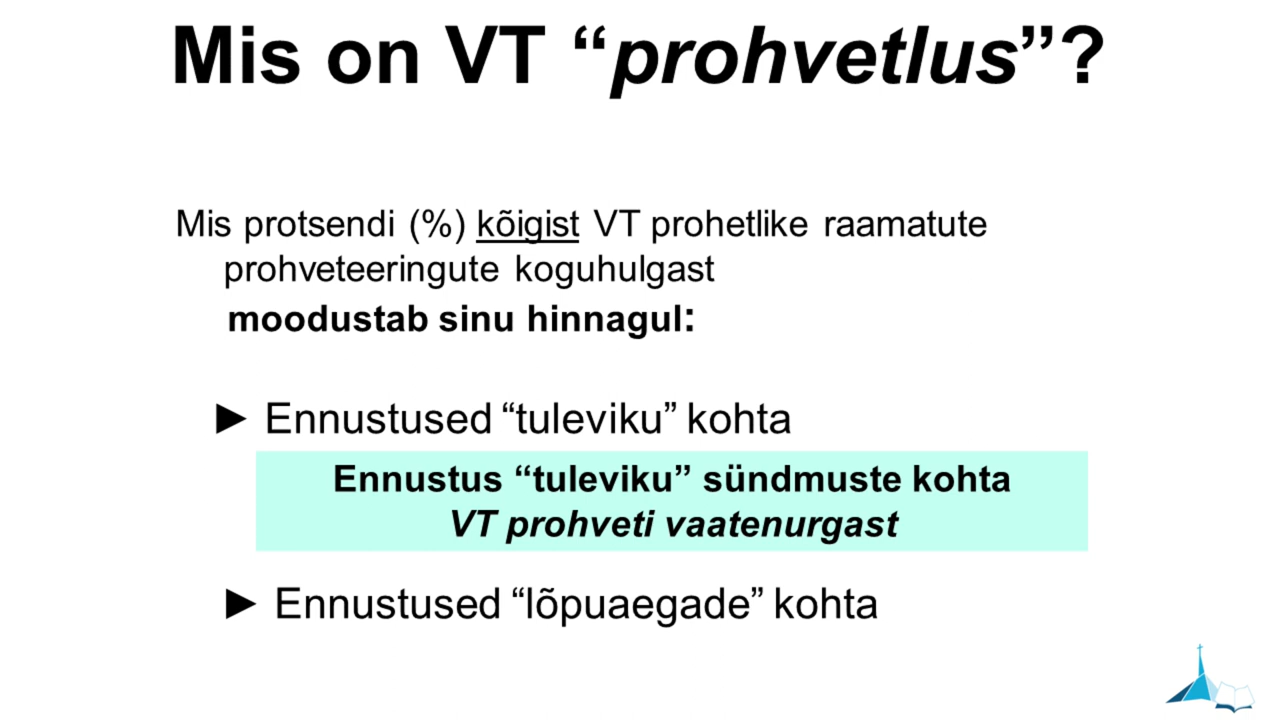 Mis on VT “prohvetlus”?
Mis protsendi (%) kõigist VT prohetlike raamatute
prohveteeringute koguhulgast
moodustab sinu hinnagul:
► Ennustused “tuleviku” kohta
Ennustus “tuleviku” sündmuste kohta
VT prohveti vaatenurgast
► Ennustused “lõpuaegade” kohta